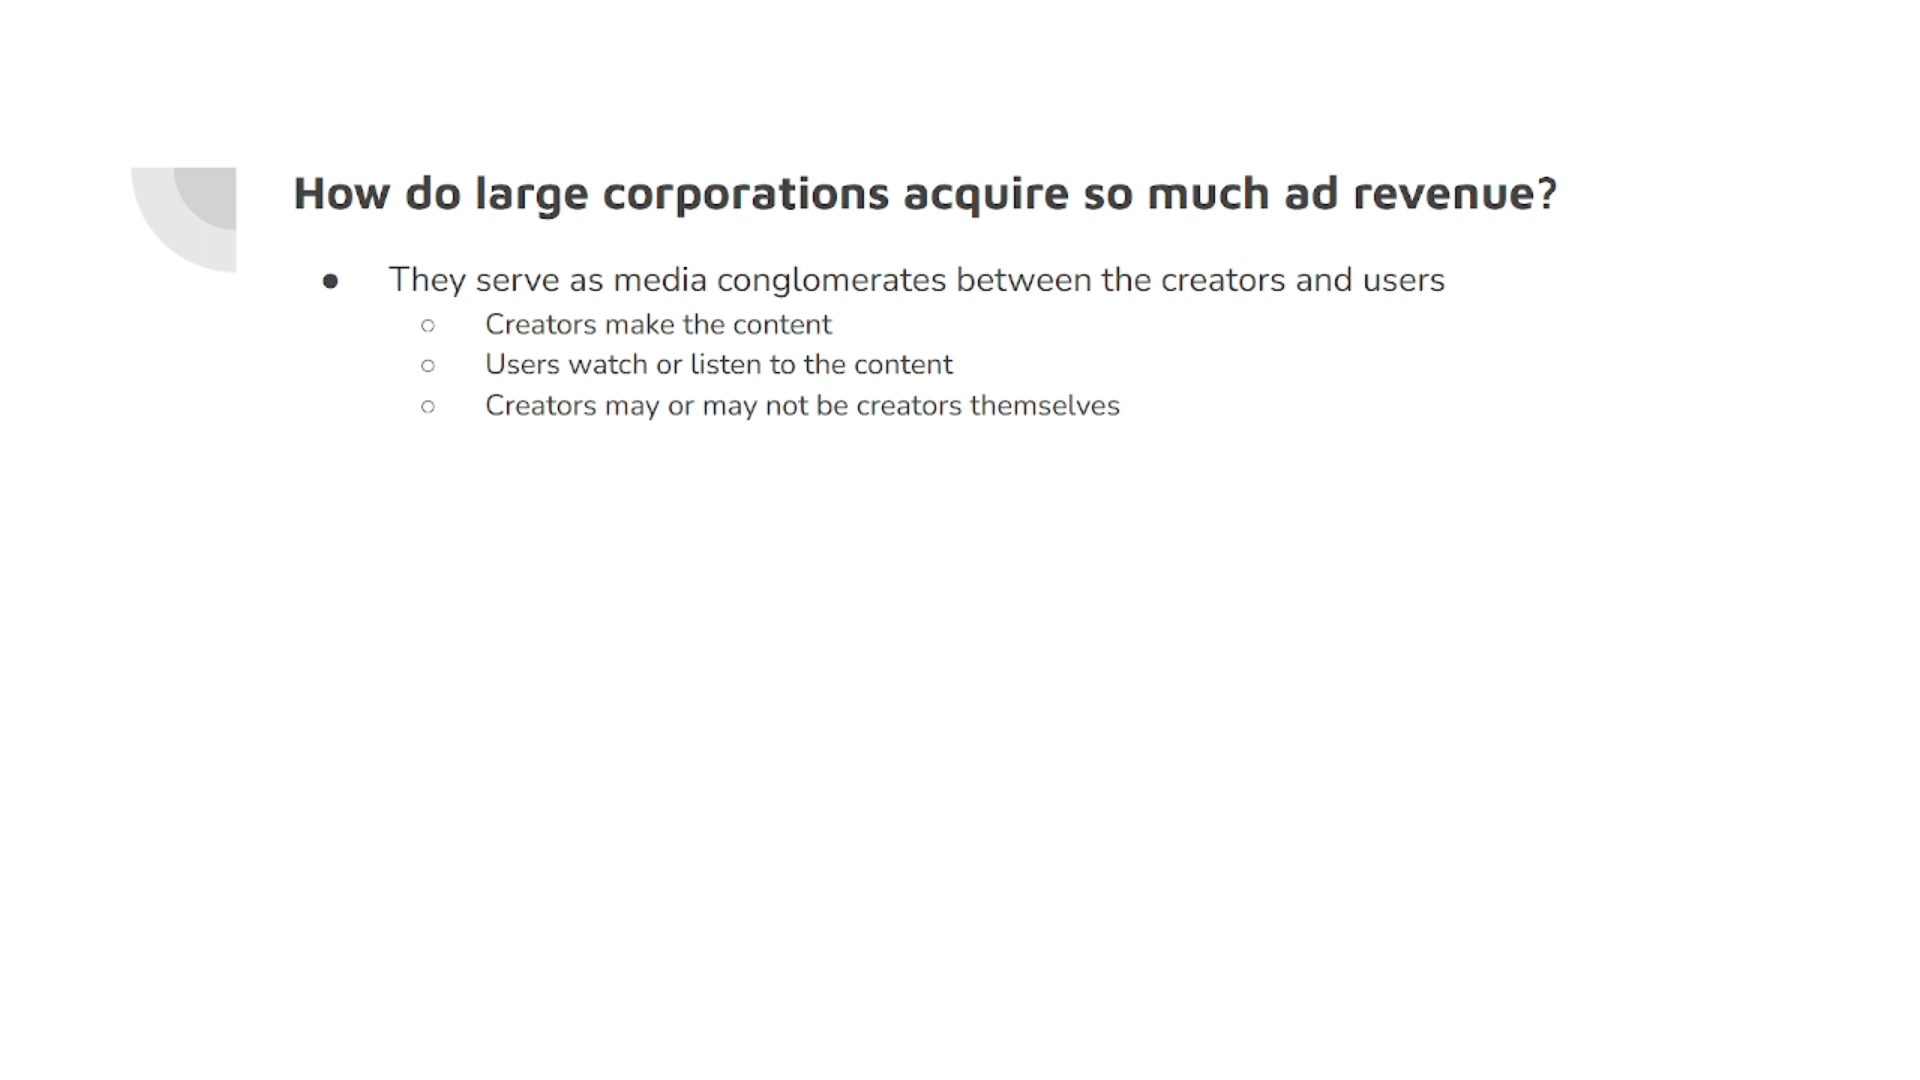 How do large corporations acquire so much ad revenue?
● They serve as media conglomerates between the creators and users
○ Creators make the content
○ Users watch or listen to the content
○ Creators may or may not be creators themselves